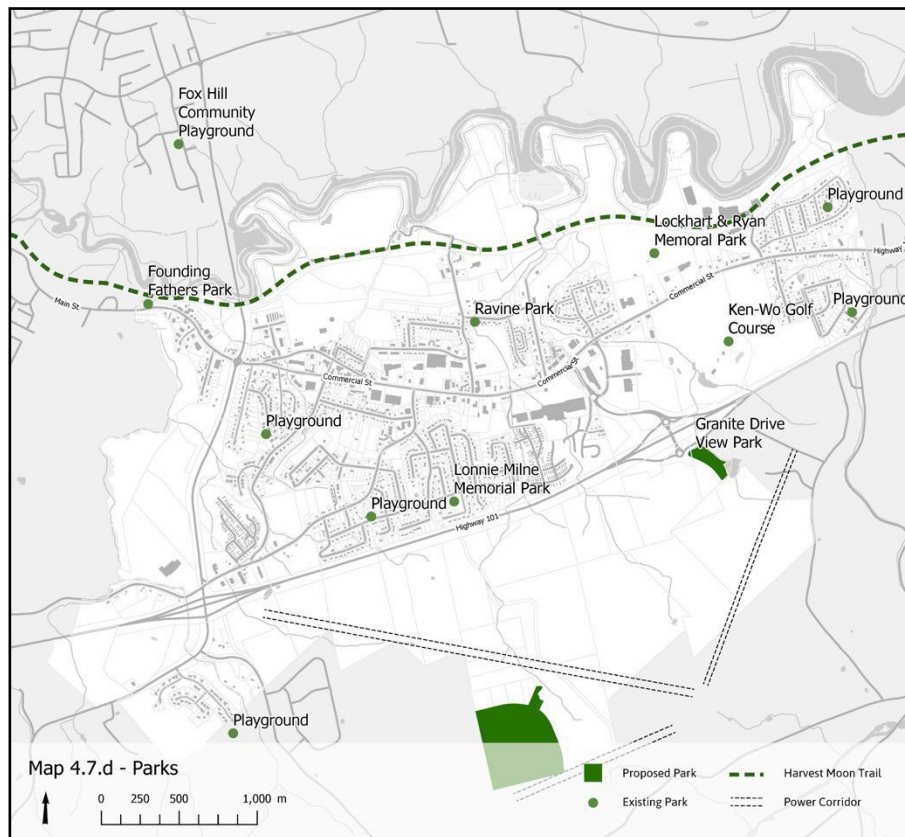 Fox Hill
Community
Playground
Playground
Lockhart & Ryan
Memoral Park
Highway
Founding
Fathers Park
Main St
Commercial St
Ravine Park
Ken-Wo Golf
Course
Playground
Commercial St
Commercial St
Granite Drive
View Park
Playground
Lonnie Milne
Memorial Park
Playground
Highway 101
Playground
Map 4.7.d - Parks
0 250 500 1,000 m
Proposed Park
Existing Park
Harvest Moon Trail
Power Corridor